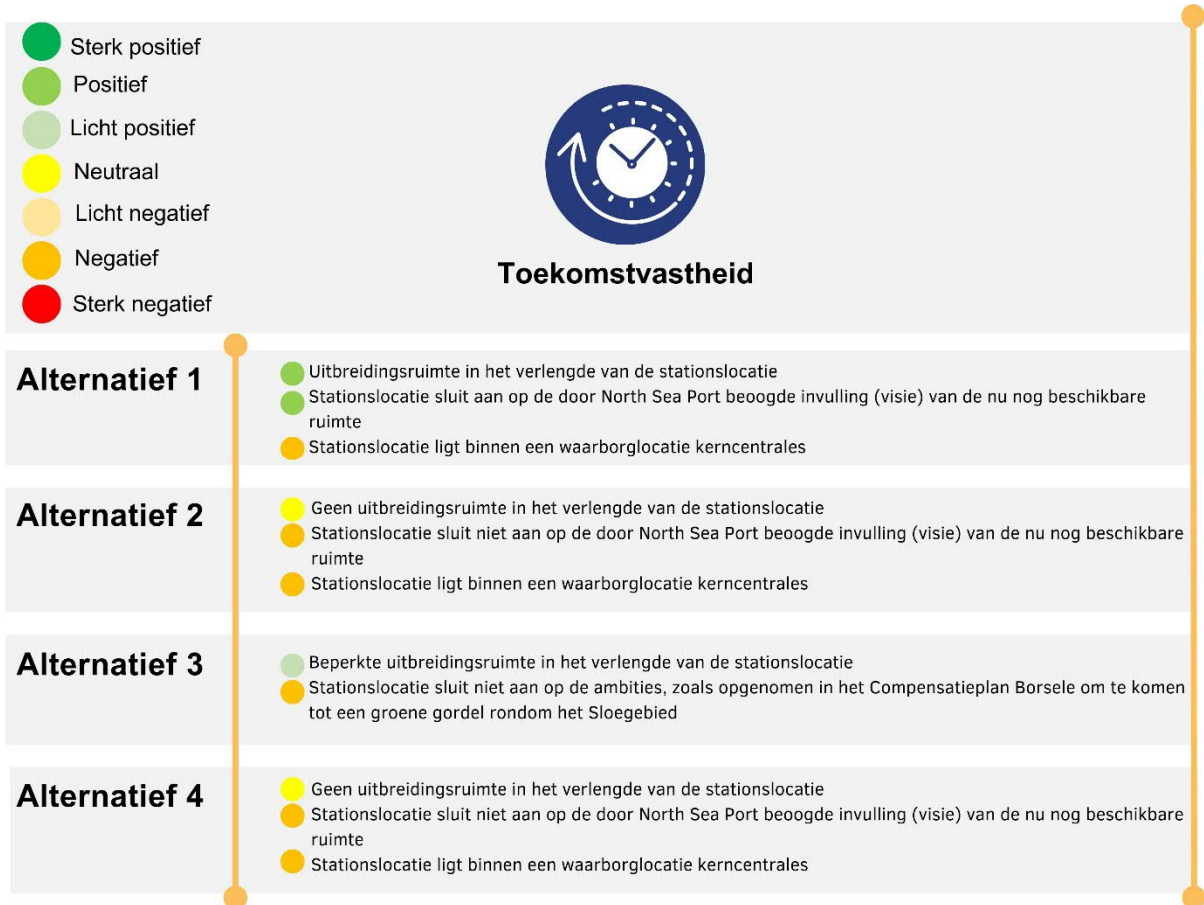 Sterk positief
Positief
Licht positief
Neutraal
Licht negatief
Negatief
Sterk negatief
Toekomstvastheid
Alternatief 1
Uitbreidingsruimte in het verlengde van de stationslocatie
Stationslocatie sluit aan op de door North Sea Port beoogde invulling (visie) van de nu nog beschikbare
ruimte
Stationslocatie ligt binnen een waarborglocatie kerncentrales
Alternatief 2
Geen uitbreidingsruimte in het verlengde van de stationslocatie
Stationslocatie sluit niet aan op de door North Sea Port beoogde invulling (visie) van de nu nog beschikbare
ruimte
Stationslocatie ligt binnen een waarborglocatie kerncentrales
Alternatief 3
Beperkte uitbreidingsruimte in het verlengde van de stationslocatie
Stationslocatie sluit niet aan op de ambities, zoals opgenomen in het Compensatieplan Borsele om te komen
tot een groene gordel rondom het Sloegebied
Alternatief 4
Geen uitbreidingsruimte in het verlengde van de stationslocatie
Stationslocatie sluit niet aan op de door North Sea Port beoogde invulling (visie) van de nu nog beschikbare
ruimte
Stationslocatie ligt binnen een waarborglocatie kerncentrales